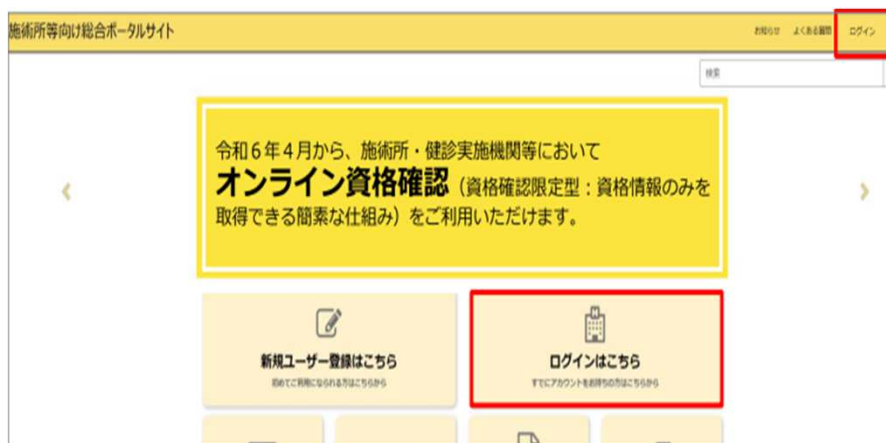 施術所等向け総合ポータルサイト
お知らせ よくある質問 ログイン
検索
令和6年4月から、施術所・健診実施機関等において
オンライン資格確認（資格確認限定型：資格情報のみを
取得できる簡素な仕組み）をご利用いただけます。
新規ユーザー登録はこちら
初めてご利用になられる方はこちらから
ログインはこちら
すでにアカウントをお持ちの方はこちらから